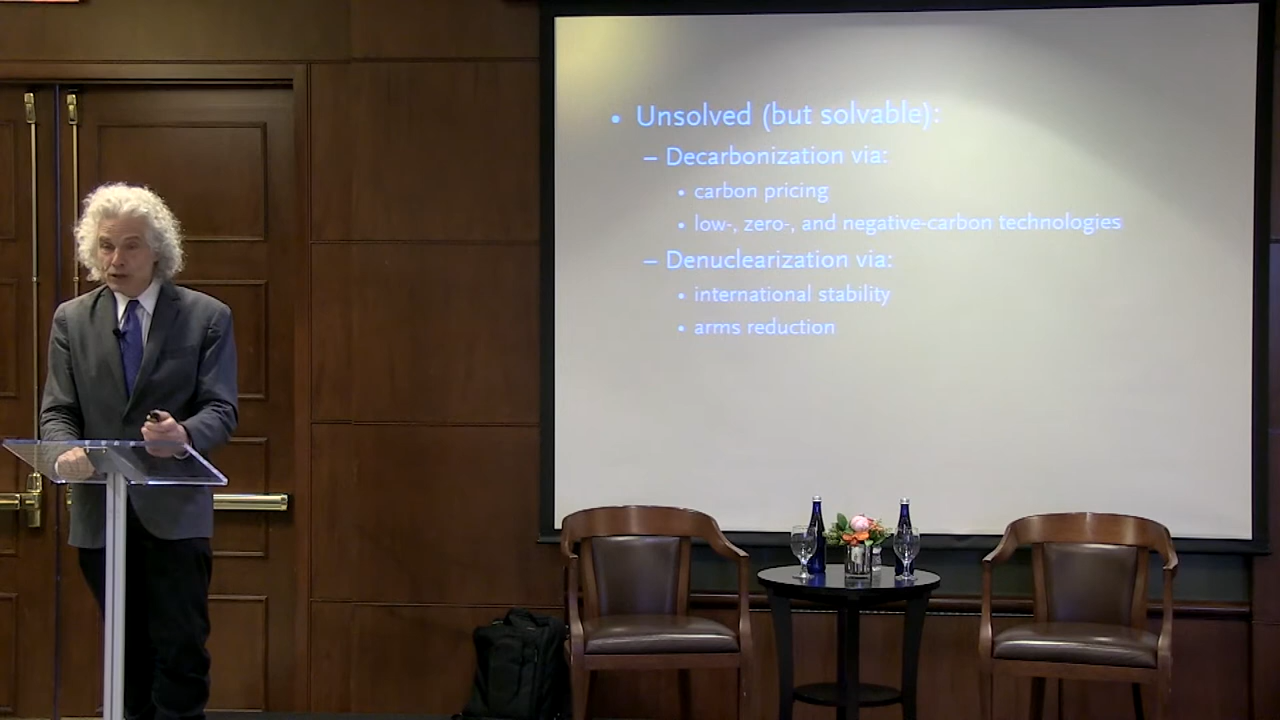 • Unsolved (but solvable):
– Decarbonization via:
• carbon pricing
• low-, zero-, and negative-carbon technologies
– Denuclearization via:
• international stability
• arms reduction